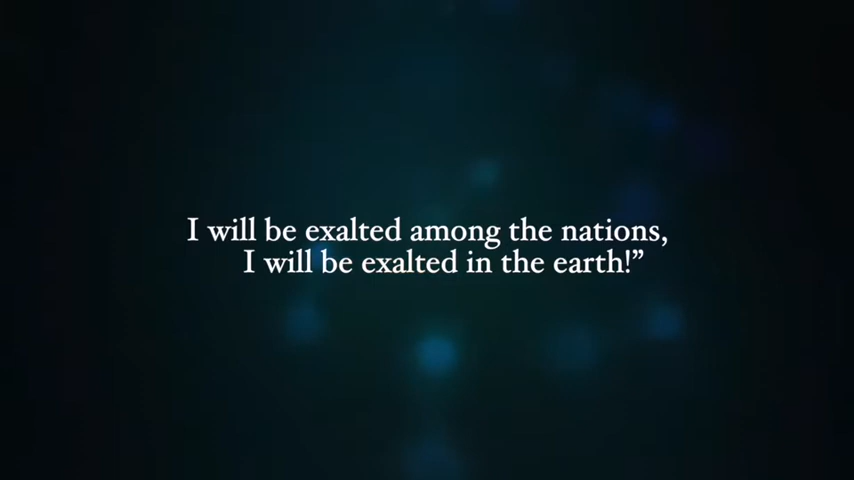 I will be exalted among the nations,
I will be exalted in the earth!”